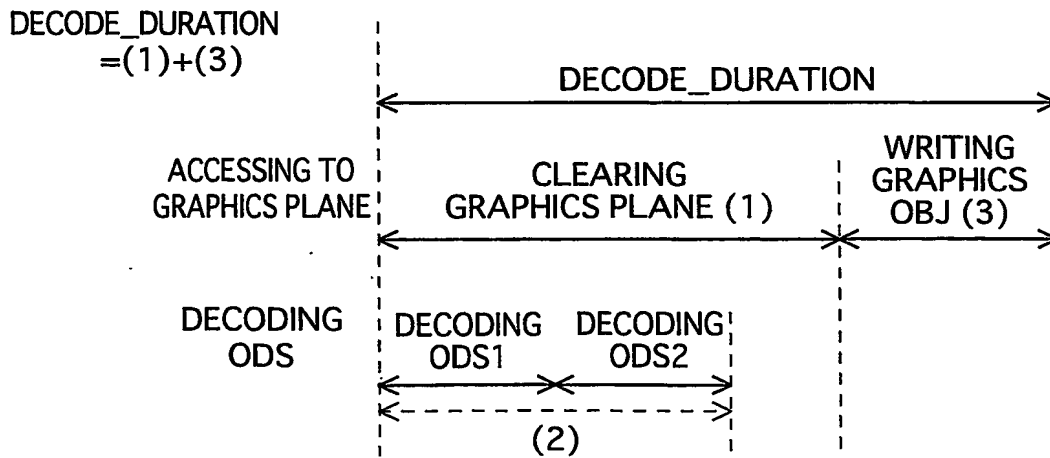 DECODE_DURATION
=(1)+(3)
DECODE_DURATION
ACCESSING TO
GRAPHICS PLANE
CLEARING
GRAPHICS PLANE (1)
WRITING
GRAPHICS
OBJ (3)
DECODING
ODS
DECODING
ODS1
DECODING
ODS2
(2)